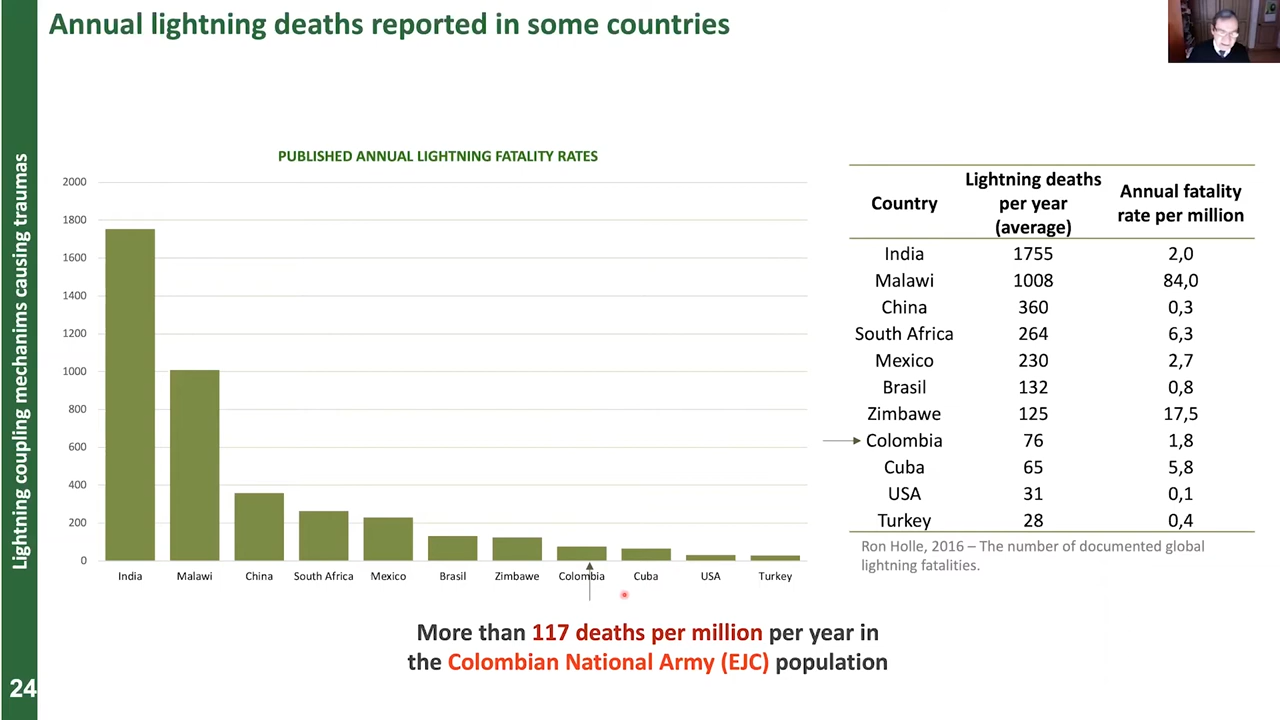 Annual lightning deaths reported in some countries
Lightning coupling mechanims causing traumas
24
PUBLISHED ANNUAL LIGHTNING FATALITY RATES
2000
1800
1600
1400
1200
1000
800
600
400
200
0
India Malawi China South Africa Mexico Brasil Zimbawe Colombia Cuba USA Turkey
Country Lightning deaths per year (average) Annual fatality rate per million
India 1755 2,0
Malawi 1008 84,0
China 360 0,3
South Africa 264 6,3
Mexico 230 2,7
Brasil 132 0,8
Zimbawe 125 17,5
Colombia 76 1,8
Cuba 65 5,8
USA 31 0,1
Turkey 28 0,4
Ron Holle, 2016 – The number of documented global
lightning fatalities.
More than 117 deaths per million per year in
the Colombian National Army (EJC) population